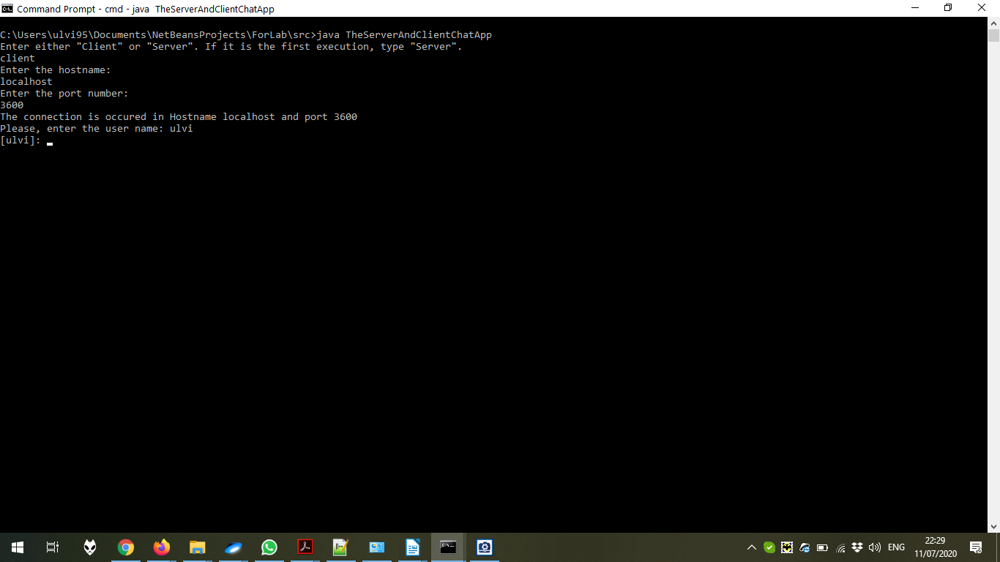 Command Prompt - cmd - java  TheServerAndClientChatApp
C:\Users\ulvi95\Documents\NetBeansProjects\ForLab\src>java TheServerAndClientChatApp
Enter either "Client" or "Server". If it is the first execution, type "Server".
client
Enter the hostname:
localhost
Enter the port number:
3600
The connection is occured in Hostname localhost and port 3600
Please, enter the user name: ulvi
[ulvi]:
ENG
22:29
11/07/2020